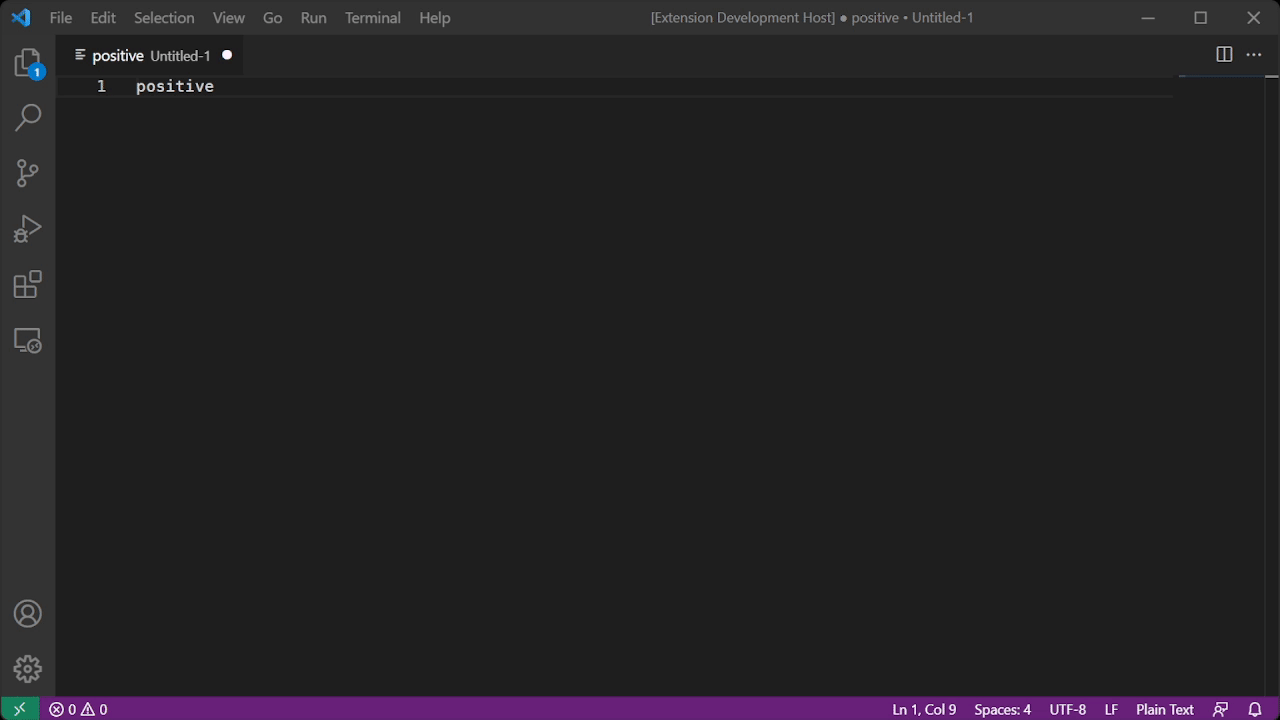 File Edit Selection View Go Run Terminal Help [Extension Development Host] ● positive • Untitled-1
positive Untitled-1
1
1 positive
0 0 Ln 1, Col 9 Spaces: 4 UTF-8 LF Plain Text